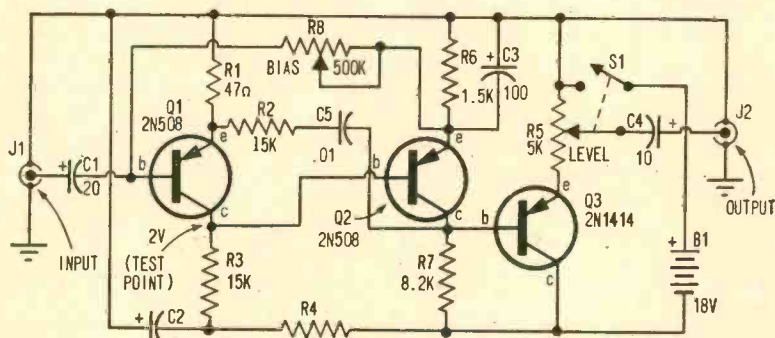 R8
BIAS
500K
R1
47Ω
Q1
2N508
R2
15K
C5
.01
R6
1.5K
+
C3
100
S1
R5
5K
LEVEL
C4
+
10
J2
OUTPUT
J1
INPUT
+
C1
20
b
e
c
b
e
c
b
e
c
Q2
2N508
Q3
2N1414
2V
(TEST
POINT)
R3
15K
R7
8.2K
+
B1
18V
+
C2
R4